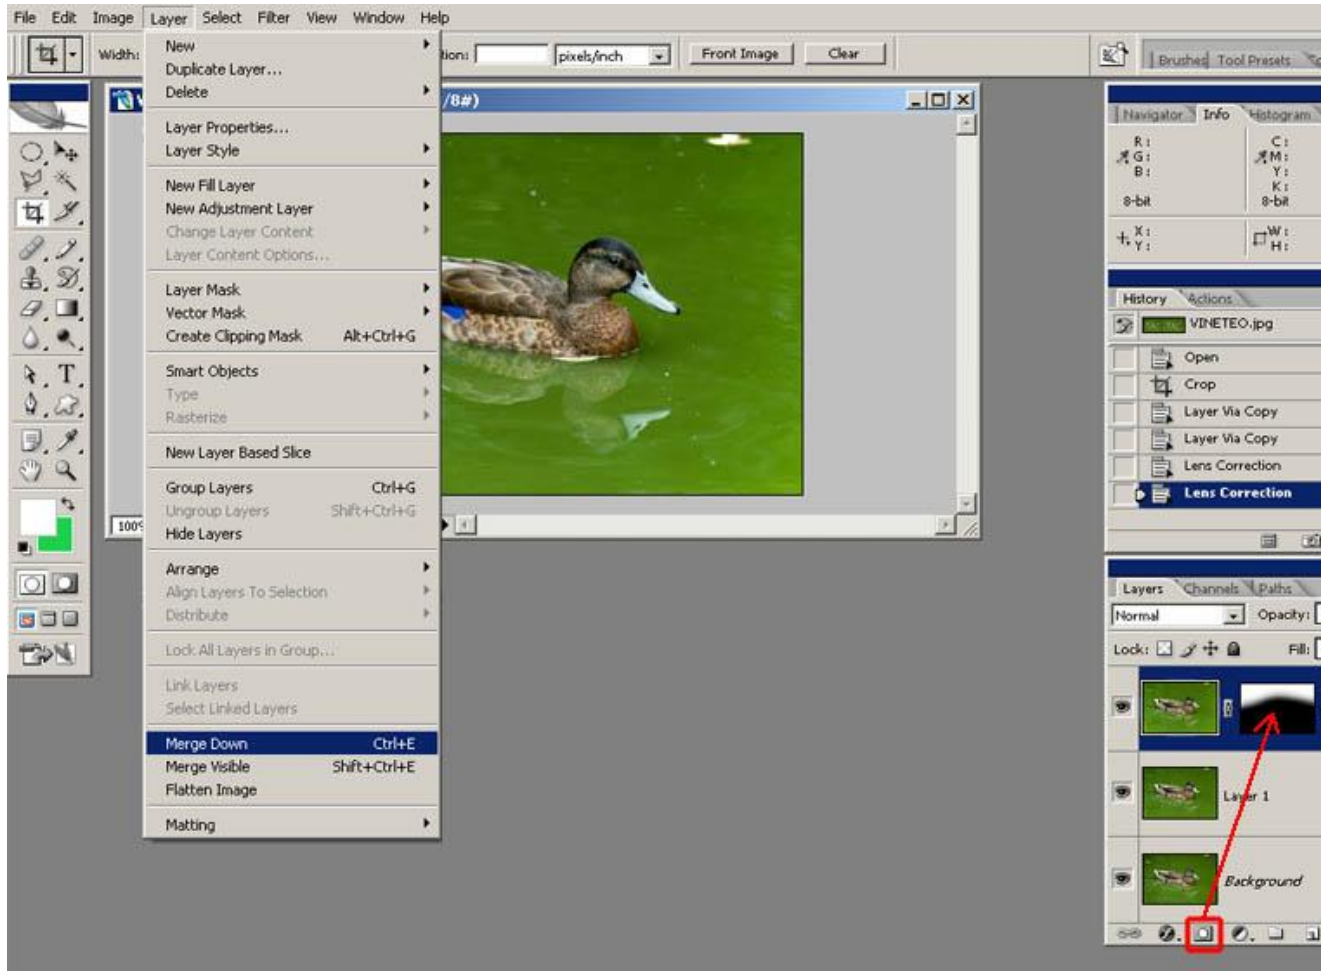 File Edit Image Layer Select Filter View Window Help
Width:
pixels/inch Front Image Clear
Brushes Tool Presets
New
Duplicate Layer...
Delete
Layer Properties...
Layer Style
New Fill Layer
New Adjustment Layer
Change Layer Content
Layer Content Options...
Layer Mask
Vector Mask
Create Clipping Mask Alt+Ctrl+G
Smart Objects
Type
Rasterize
New Layer Based Slice
Group Layers Ctrl+G
Ungroup Layers Shift+Ctrl+G
Hide Layers
Arrange
Align Layers To Selection
Distribute
Lock All Layers in Group...
Link Layers
Select Linked Layers
Merge Down Ctrl+E
Merge Visible Shift+Ctrl+E
Flatten Image
Matting
/8#)
100%
Navigator Info Histogram
R: C:
G: M:
B: Y:
K:
8-bit 8-bit
X: W:
Y: H:
History Actions
VINETEO.jpg
Open
Crop
Layer Via Copy
Layer Via Copy
Lens Correction
Lens Correction
Layers Channels Paths
Normal Opacity:
Lock: Fill:
Layer 1
Background